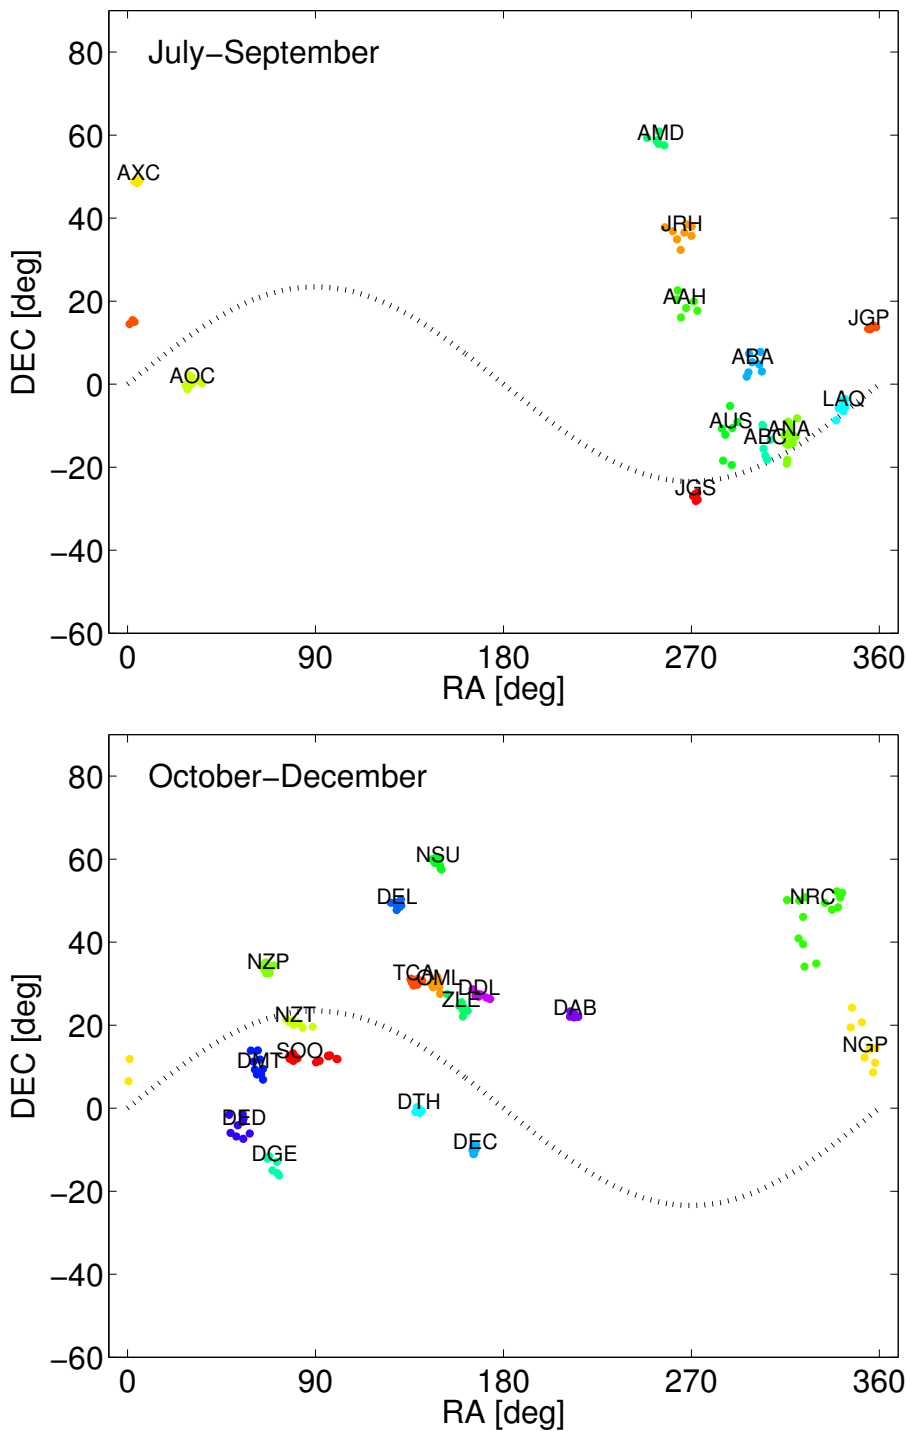 July−September
80
60
40
20
0
−20
−40
−60
DEC [deg]
AMD
AXC
JRH
AAH
JGP
ABA
AOC
LAQ
AUS
ANA
ABC
JGS
0 90 180 270 360
RA [deg]
October−December
80
60
40
20
0
−20
−40
−60
DEC [deg]
NSU
DEL
NRC
NZP
TCA
OML
DDL
ZLE
DAB
NZT
SOO
NGP
DMT
DTH
DED
DEC
DGE
0 90 180 270 360
RA [deg]